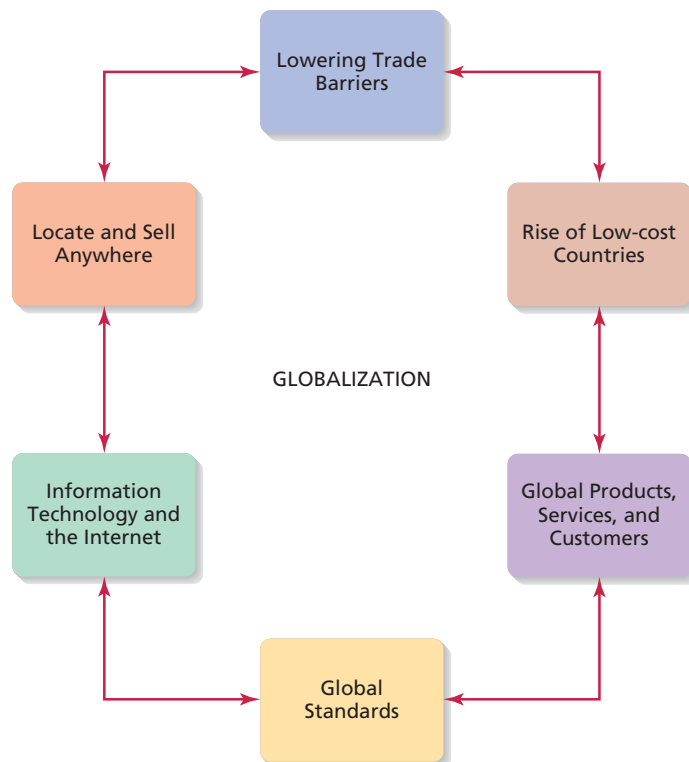 Lowering Trade
Barriers
Locate and Sell
Anywhere
Rise of Low-cost
Countries
GLOBALIZATION
Information
Technology and
the Internet
Global Products,
Services, and
Customers
Global
Standards